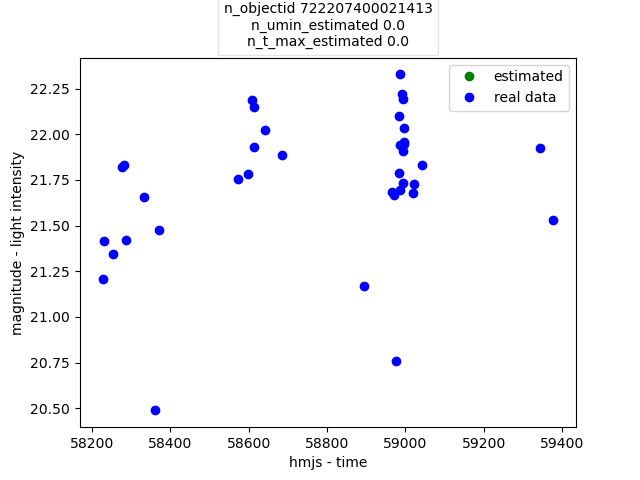 n_objectid 722207400021413
n_umin_estimated 0.0
n_t_max_estimated 0.0
estimated
real data
magnitude - light intensity
22.25
22.00
21.75
21.50
21.25
21.00
20.75
20.50
58200 58400 58600 58800 59000 59200 59400
hmjs - time